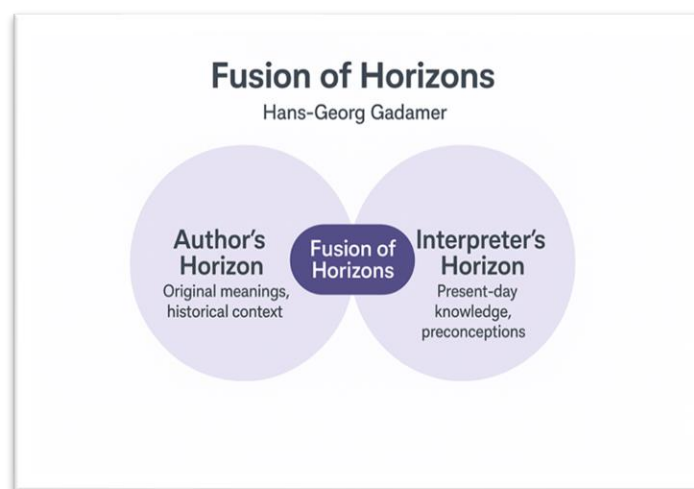 Fusion of Horizons
Hans-Georg Gadamer
Author's
Horizon
Original meanings,
historical context
Fusion of
Horizons
Interpreter's
Horizon
Present-day
knowledge,
preconceptions